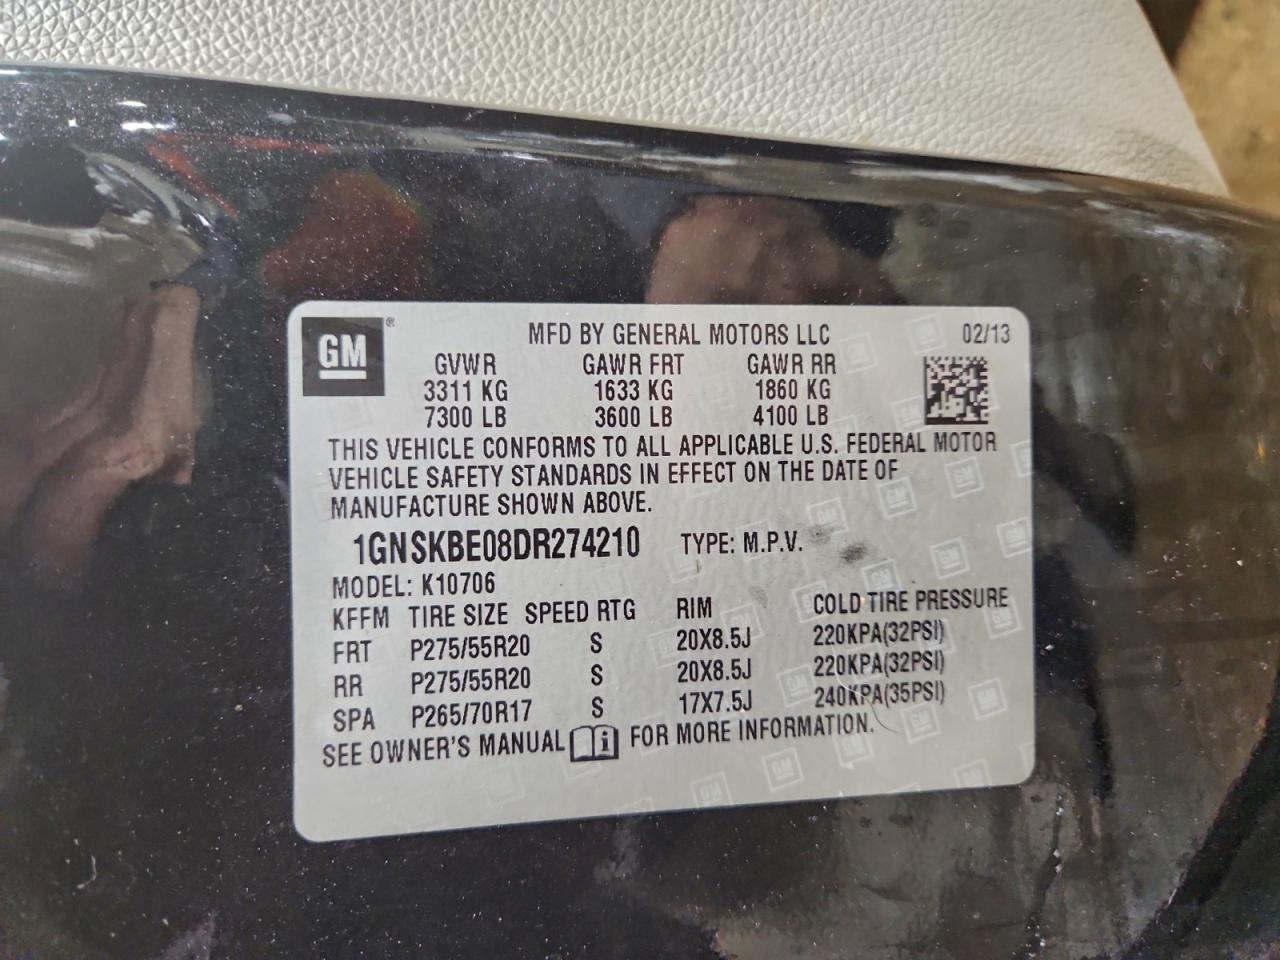 GM ® MFD BY GENERAL MOTORS LLC 02/13
GVWR GAWR FRT GAWR RR
3311 KG 1633 KG 1860 KG
7300 LB 3600 LB 4100 LB
THIS VEHICLE CONFORMS TO ALL APPLICABLE U.S. FEDERAL MOTOR
VEHICLE SAFETY STANDARDS IN EFFECT ON THE DATE OF
MANUFACTURE SHOWN ABOVE.
1GNSKBE08DR274210 TYPE: M.P.V.
MODEL: K10706
KFFM TIRE SIZE SPEED RTG RIM COLD TIRE PRESSURE
FRT P275/55R20 S 20X8.5J 220KPA(32PSI)
RR P275/55R20 S 20X8.5J 220KPA(32PSI)
SPA P265/70R17 S 17X7.5J 240KPA(35PSI)
SEE OWNER'S MANUAL i FOR MORE INFORMATION.